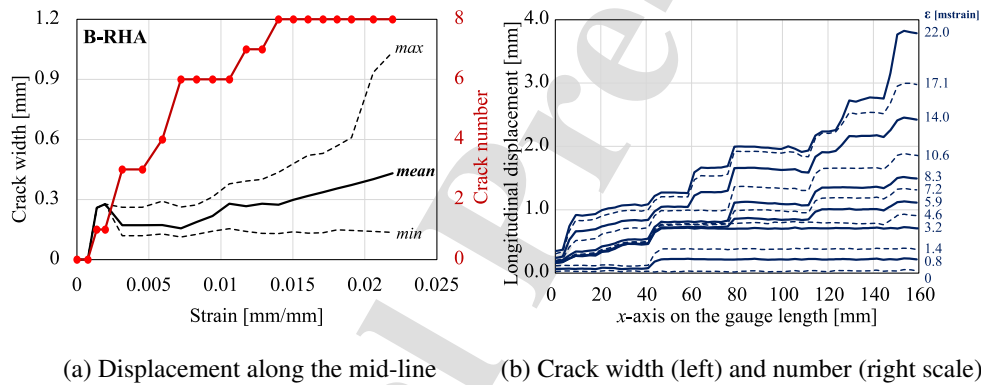 B-RHA
Crack width [mm]
1.2
0.9
0.6
0.3
0
max
mean
min
8
6
4
2
0
Crack number
0
0.005
0.01
0.015
0.02
0.025
Strain [mm/mm]
Longitudinal displacement [mm]
4.0
3.0
2.0
1.0
0.0
ε [mstrain]
22.0
17.1
14.0
10.6
8.3
7.2
5.9
4.6
3.2
1.4
0.8
0
0 20 40 60 80 100 120 140 160
x-axis on the gauge length [mm]
(a) Displacement along the mid-line
(b) Crack width (left) and number (right scale)